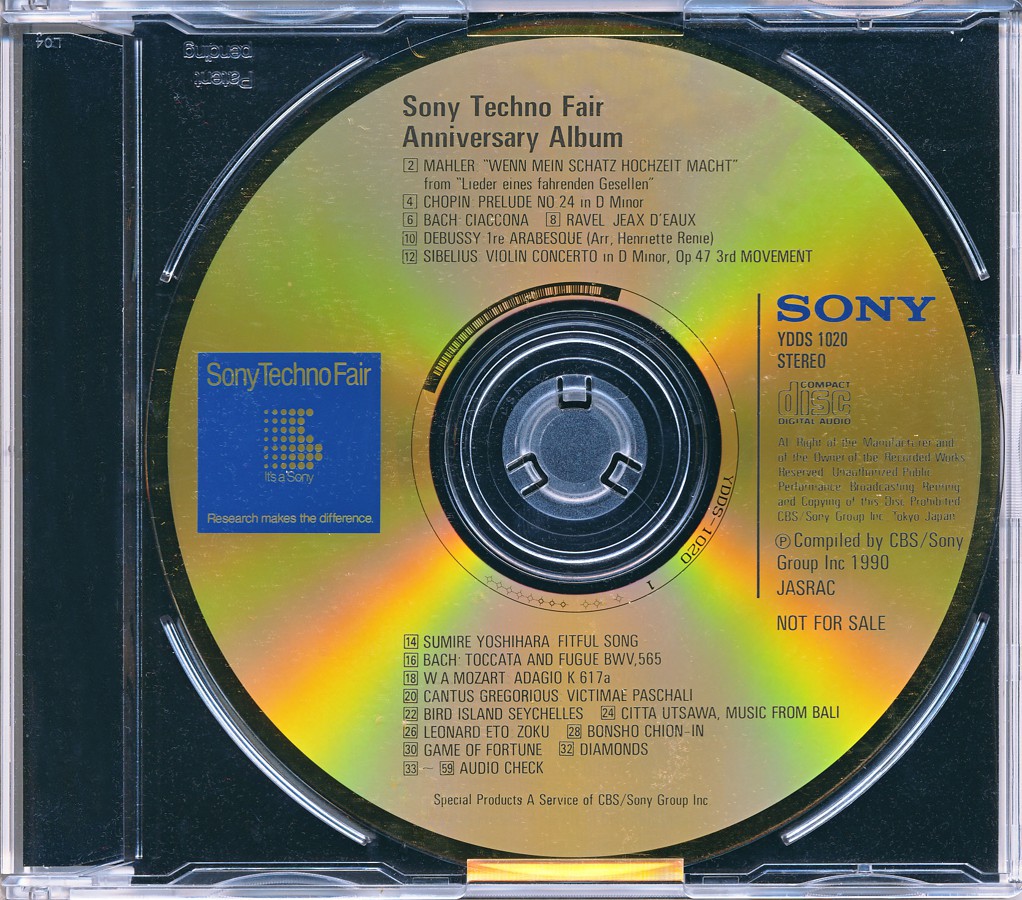 L04
Patent
pending
Sony Techno Fair
Anniversary Album
2 MAHLER: "WENN MEIN SCHATZ HOCHZEIT MACHT"
from "Lieder eines fahrenden Gesellen"
4 CHOPIN: PRELUDE NO 24 in D Minor
6 BACH: CIACCONA 8 RAVEL: JEAX D'EAUX
10 DEBUSSY: 1re ARABESQUE (Arr, Henriette Renie)
12 SIBELIUS: VIOLIN CONCERTO in D Minor, Op 47 3rd MOVEMENT
SONY
YDDS 1020
STEREO
COMPACT
disc
DIGITAL AUDIO
All Right of the Manufacturer and
of the Owner of the Recorded Works
Reserved. Unauthorized Public
Performance Broadcasting Renting
and Copying of this Disc Prohibited
CBS/Sony Group Inc. Tokyo Japan
Ⓟ Compiled by CBS/Sony
Group Inc 1990
JASRAC
NOT FOR SALE
Sony Techno Fair
It's a Sony
Research makes the difference.
YDDS-1020 1
14 SUMIRE YOSHIHARA: FITFUL SONG
16 BACH: TOCCATA AND FUGUE BWV,565
18 W.A MOZART: ADAGIO K 617a
20 CANTUS GREGORIOUS: VICTIMAE PASCHALI
22 BIRD ISLAND SEYCHELLES 24 CITTA UTSAWA, MUSIC FROM BALI
26 LEONARD ETO: ZOKU 28 BONSHO CHION-IN
30 GAME OF FORTUNE 32 DIAMONDS
33 ~ 59 AUDIO CHECK
Special Products A Service of CBS/Sony Group Inc